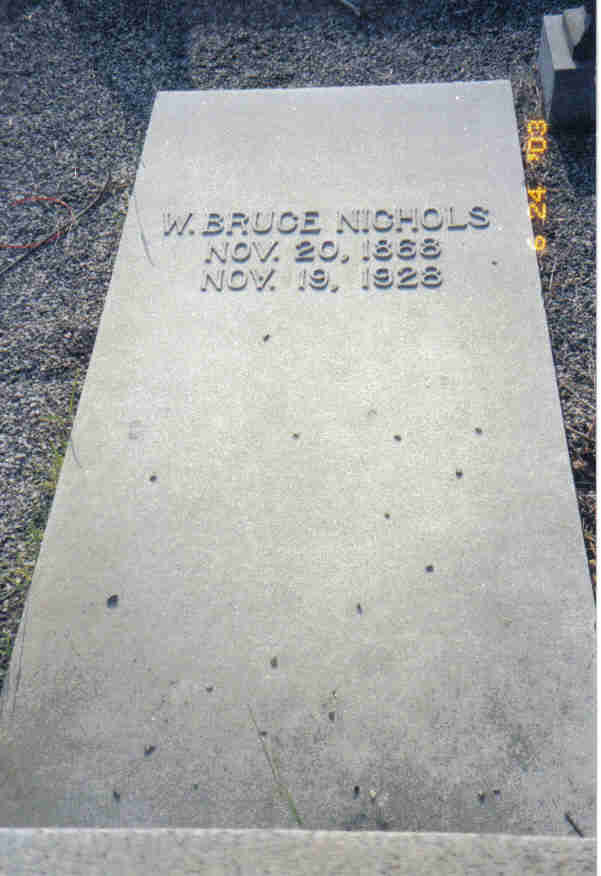 W. BRUCE NICHOLS
NOV. 20, 1868
NOV. 19, 1928
6 24 '03